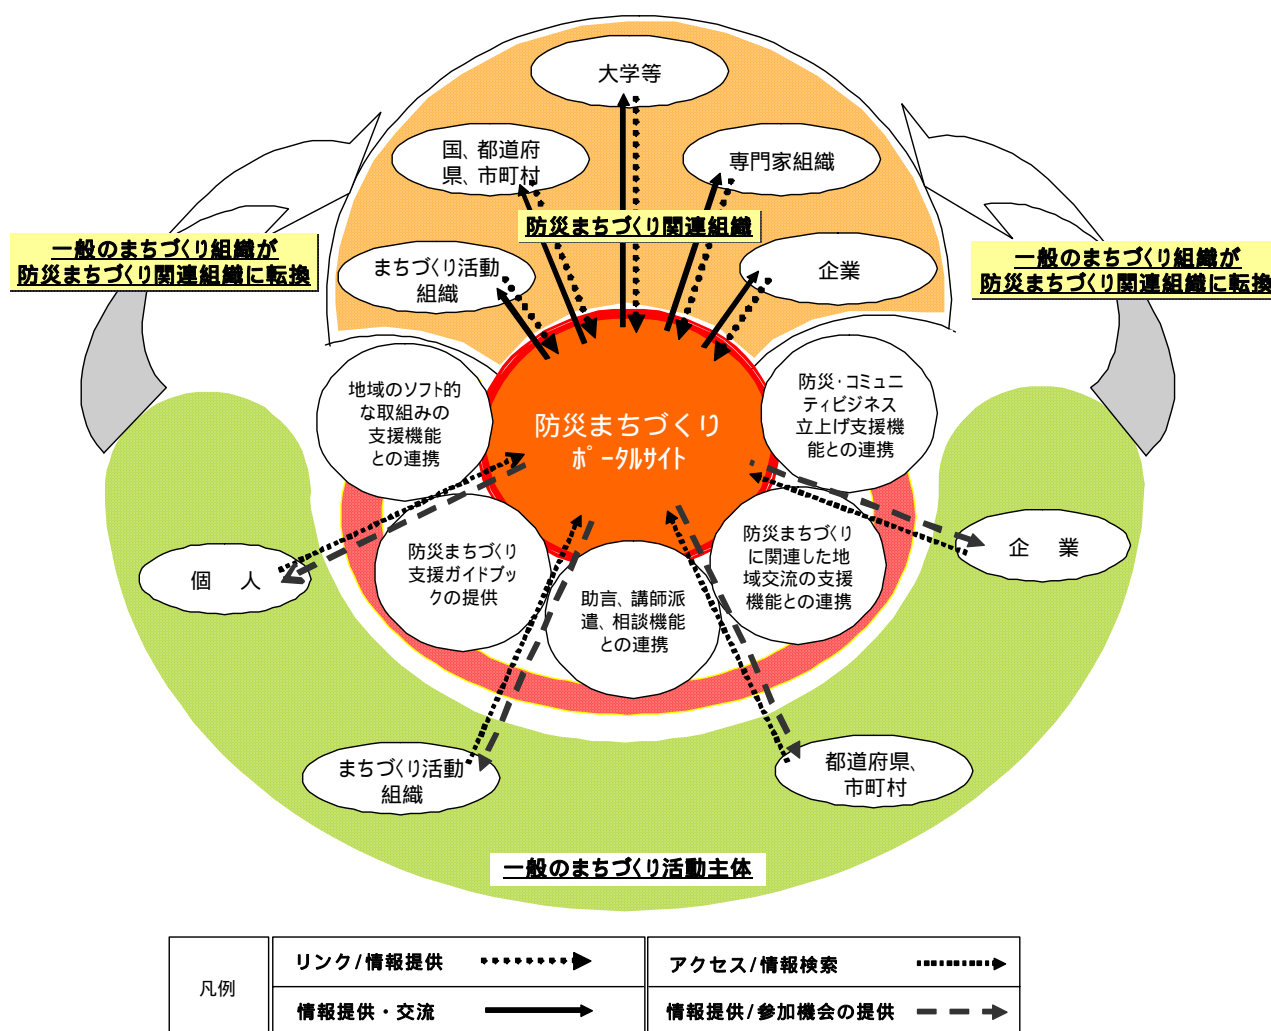 大学等
国、都道府
県、市町村
専門家組織
防災まちづくり関連組織
一般のまちづくり組織が
防災まちづくり関連組織に転換
一般のまちづくり組織が
防災まちづくり関連組織に転換
まちづくり活動
組織
企業
地域のソフト的
な取組みの
支援機能
との連携
防災まちづくり
ポータルサイト
防災・コミュニ
ティビジネス
立上げ支援機
能との連携
防災まちづくり
支援ガイドブッ
クの提供
助言、講師派
遣、相談機能
との連携
防災まちづくり
に関連した地
域交流の支援
機能との連携
個 人
企 業
まちづくり活動
組織
都道府県、
市町村
一般のまちづくり活動主体
凡例
リンク/情報提供
アクセス/情報検索
情報提供・交流
情報提供/参加機会の提供